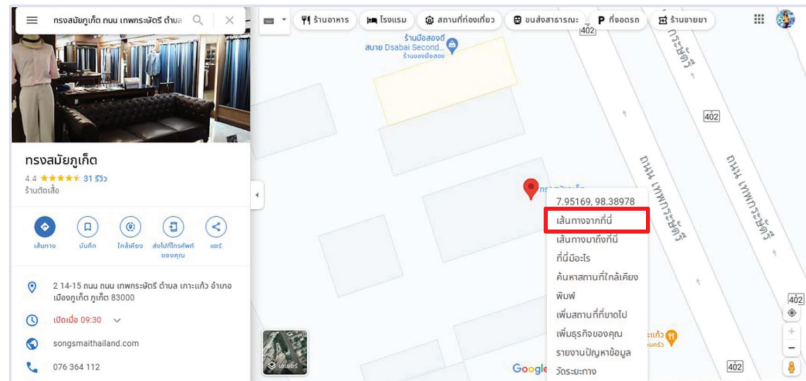 ทรงสมัยภูเก็ต ถนน เทพกระษัตรี ตำบล
ร้านอาหาร
โรงแรม
สถานที่ท่องเที่ยว
ขนส่งสาธารณะ
ที่จอดรถ
ร้านขายยา
402
ร้านมือสองดี
สบาย Dsabai Second...
ร้านของมือสอง
402
ถนน เทพกระษัตรี
ถนน เทพกระษัตรี
ทรงสมัยภูเก็ต
4.4
31 รีวิว
ร้านตัดเสื้อ
เส้นทาง
บันทึก
ใกล้เคียง
ส่งไปที่โทรศัพท์
ของคุณ
แชร์
2 14-15 ถนน ถนน เทพกระษัตรี ตำบล เกาะแก้ว อำเภอ
เมืองภูเก็ต ภูเก็ต 83000
เปิดเมื่อ 09:30
songsmaithailand.com
076 364 112
7.95169, 98.38978
เส้นทางจากที่นี่
เส้นทางมาถึงที่นี่
ที่นี่มีอะไร
ค้นหาสถานที่ใกล้เคียง
พิมพ์
เพิ่มสถานที่ที่ขาดไป
เพิ่มธุรกิจของคุณ
รายงานปัญหาข้อมูล
วัดระยะทาง
402
402
เลเยอร์
Google